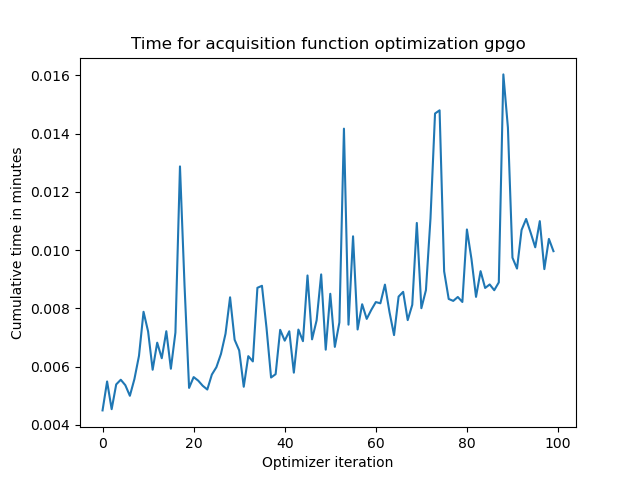 Time for acquisition function optimization gpgo
0.016
0.014
0.012
0.010
0.008
0.006
0.004
Cumulative time in minutes
0 20 40 60 80 100
Optimizer iteration